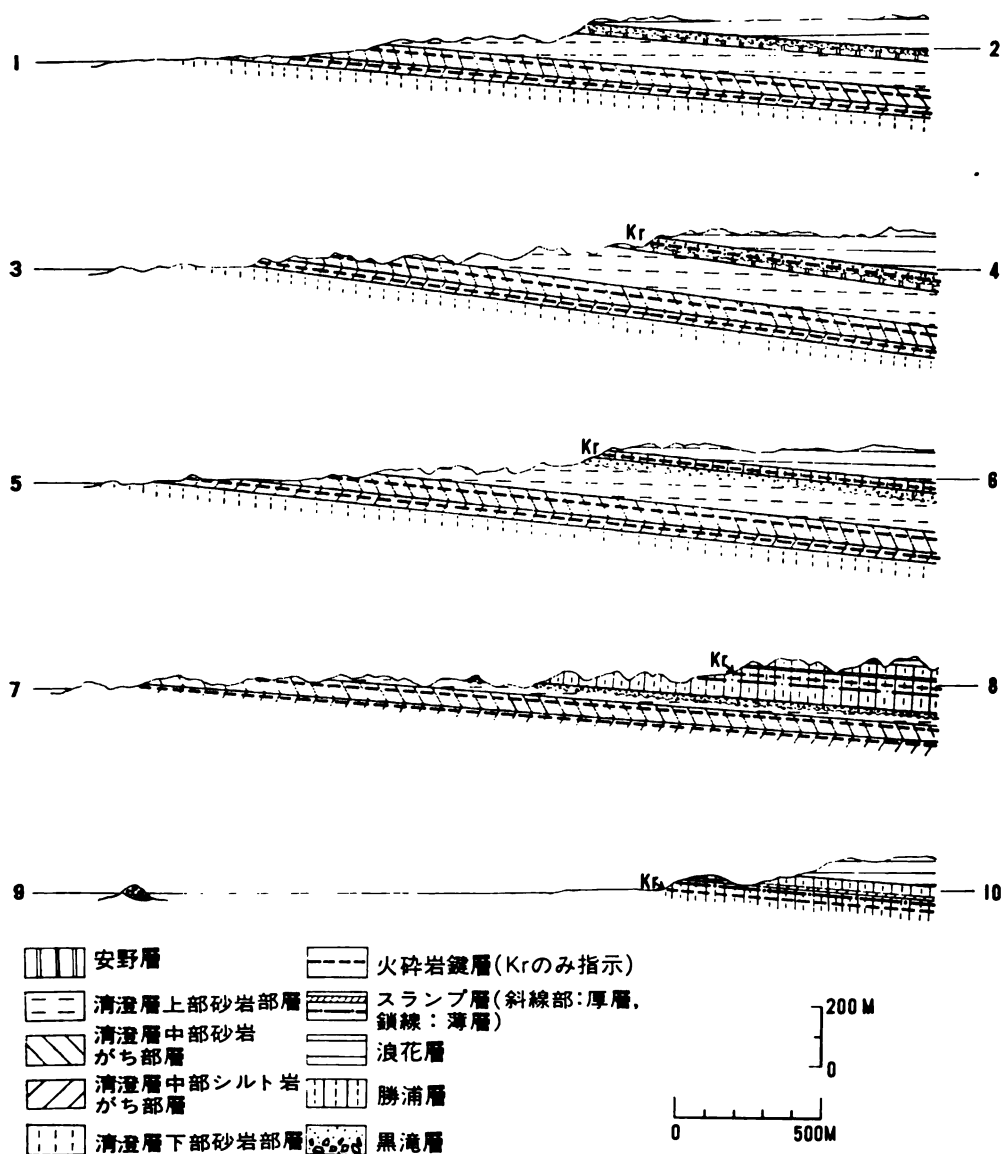 1
2
Kr
3
4
Kr
5
6
Kr
7
8
Kr
9
10
安野層
清澄層上部砂岩部層
清澄層中部砂岩
がち部層
清澄層中部シルト岩
がち部層
清澄層下部砂岩部層
火砕岩鍵層(Krのみ指示)
スランプ層(斜線部:厚層,
鎖線:薄層)
浪花層
勝浦層
黒滝層
200M
0
0 500M